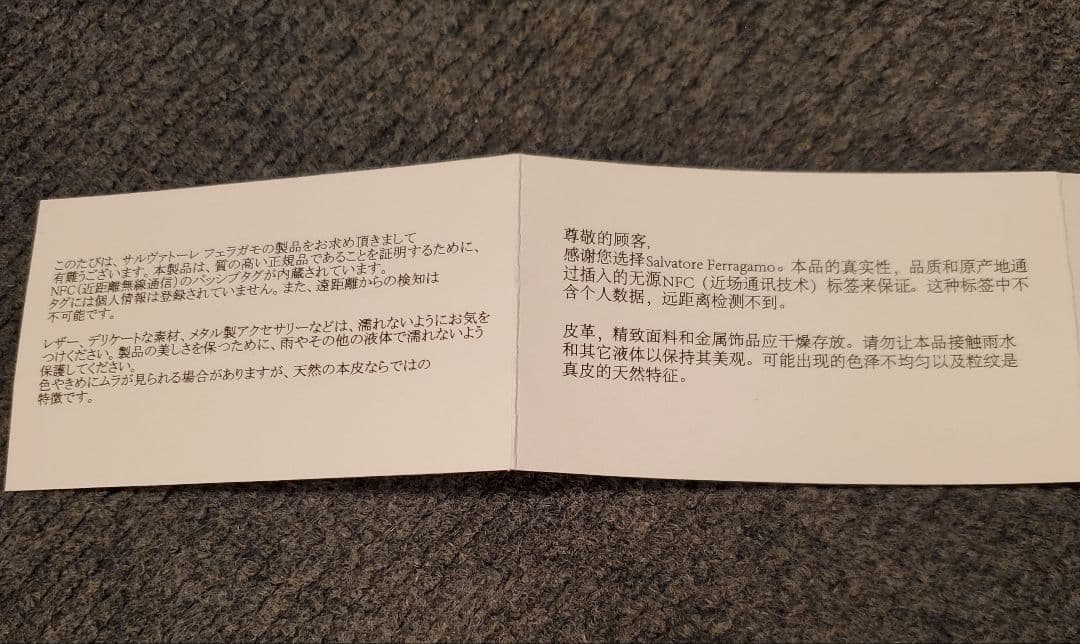 このたびは、サルヴァトーレ フェラガモの製品をお求め頂きまして
有難うございます。本製品は、質の高い正規品であることを証明するために、
NFC（近距離無線通信）のパッシブタグが内蔵されています。
タグには個人情報は登録されていません。また、遠距離からの検知は
不可能です。
レザー、デリケートな素材、メタル製アクセサリーなどは、濡れないようにお気を
つけください。製品の美しさを保つために、雨やその他の液体で濡れないよう
保護してください。
色やきめにムラが見られる場合がありますが、天然の本皮ならではの
特徴です。
尊敬的顾客，
感谢您选择Salvatore Ferragamo。本品的真实性，品质和原产地通
过插入的无源NFC（近场通讯技术）标签来保证。这种标签中不
含个人数据，远距离检测不到。
皮革，精致面料和金属饰品应干燥存放。请勿让本品接触雨水
和其它液体以保持其美观。可能出现的色泽不均匀以及粒纹是
真皮的天然特征。